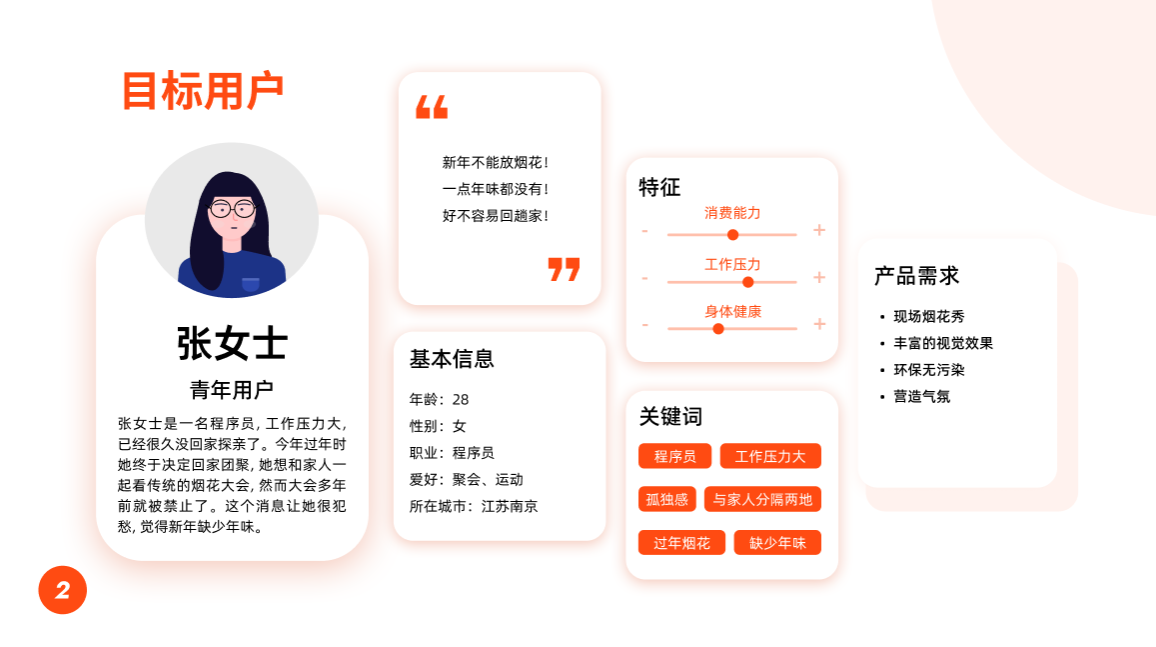 目标用户
张女士
青年用户
张女士是一名程序员, 工作压力大,
已经很久没回家探亲了。今年过年时
她终于决定回家团聚, 她想和家人一
起看传统的烟花大会, 然而大会多年
前就被禁止了。这个消息让她很犯
愁, 觉得新年缺少年味。
2
❝
新年不能放烟花!
一点年味都没有!
好不容易回趟家!
❞
基本信息
年龄：28
性别：女
职业：程序员
爱好：聚会、运动
所在城市：江苏南京
特征
消费能力
- +
工作压力
- +
身体健康
- +
关键词
程序员 工作压力大
孤独感 与家人分隔两地
过年烟花 缺少年味
产品需求
• 现场烟花秀
• 丰富的视觉效果
• 环保无污染
• 营造气氛